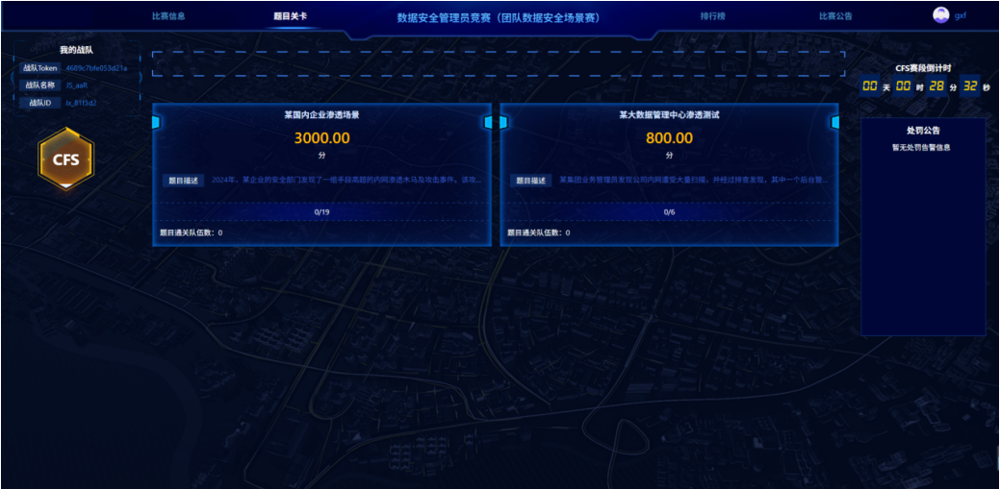 比赛信息
题目关卡
数据安全管理员竞赛（团队数据安全场景赛）
排行榜
比赛公告
gxf
我的战队
战队Token 4689c7bfe053d21a
战队名称 JS_aaR
战队ID lx_81f3d2
CFS
某国内企业渗透场景
3000.00
分
题目描述 2024年，某企业的安全部门发现了一组手段高超的内网渗透木马及攻击事件。该攻...
0/19
题目通关队伍数：0
某大数据管理中心渗透测试
800.00
分
题目描述 某集团业务管理员发现公司内网遭受大量扫描，并经过排查发现，其中一个后台管...
0/6
题目通关队伍数：0
CFS赛段倒计时
00 天 00 时 28 分 32 秒
处罚公告
暂无处罚告警信息